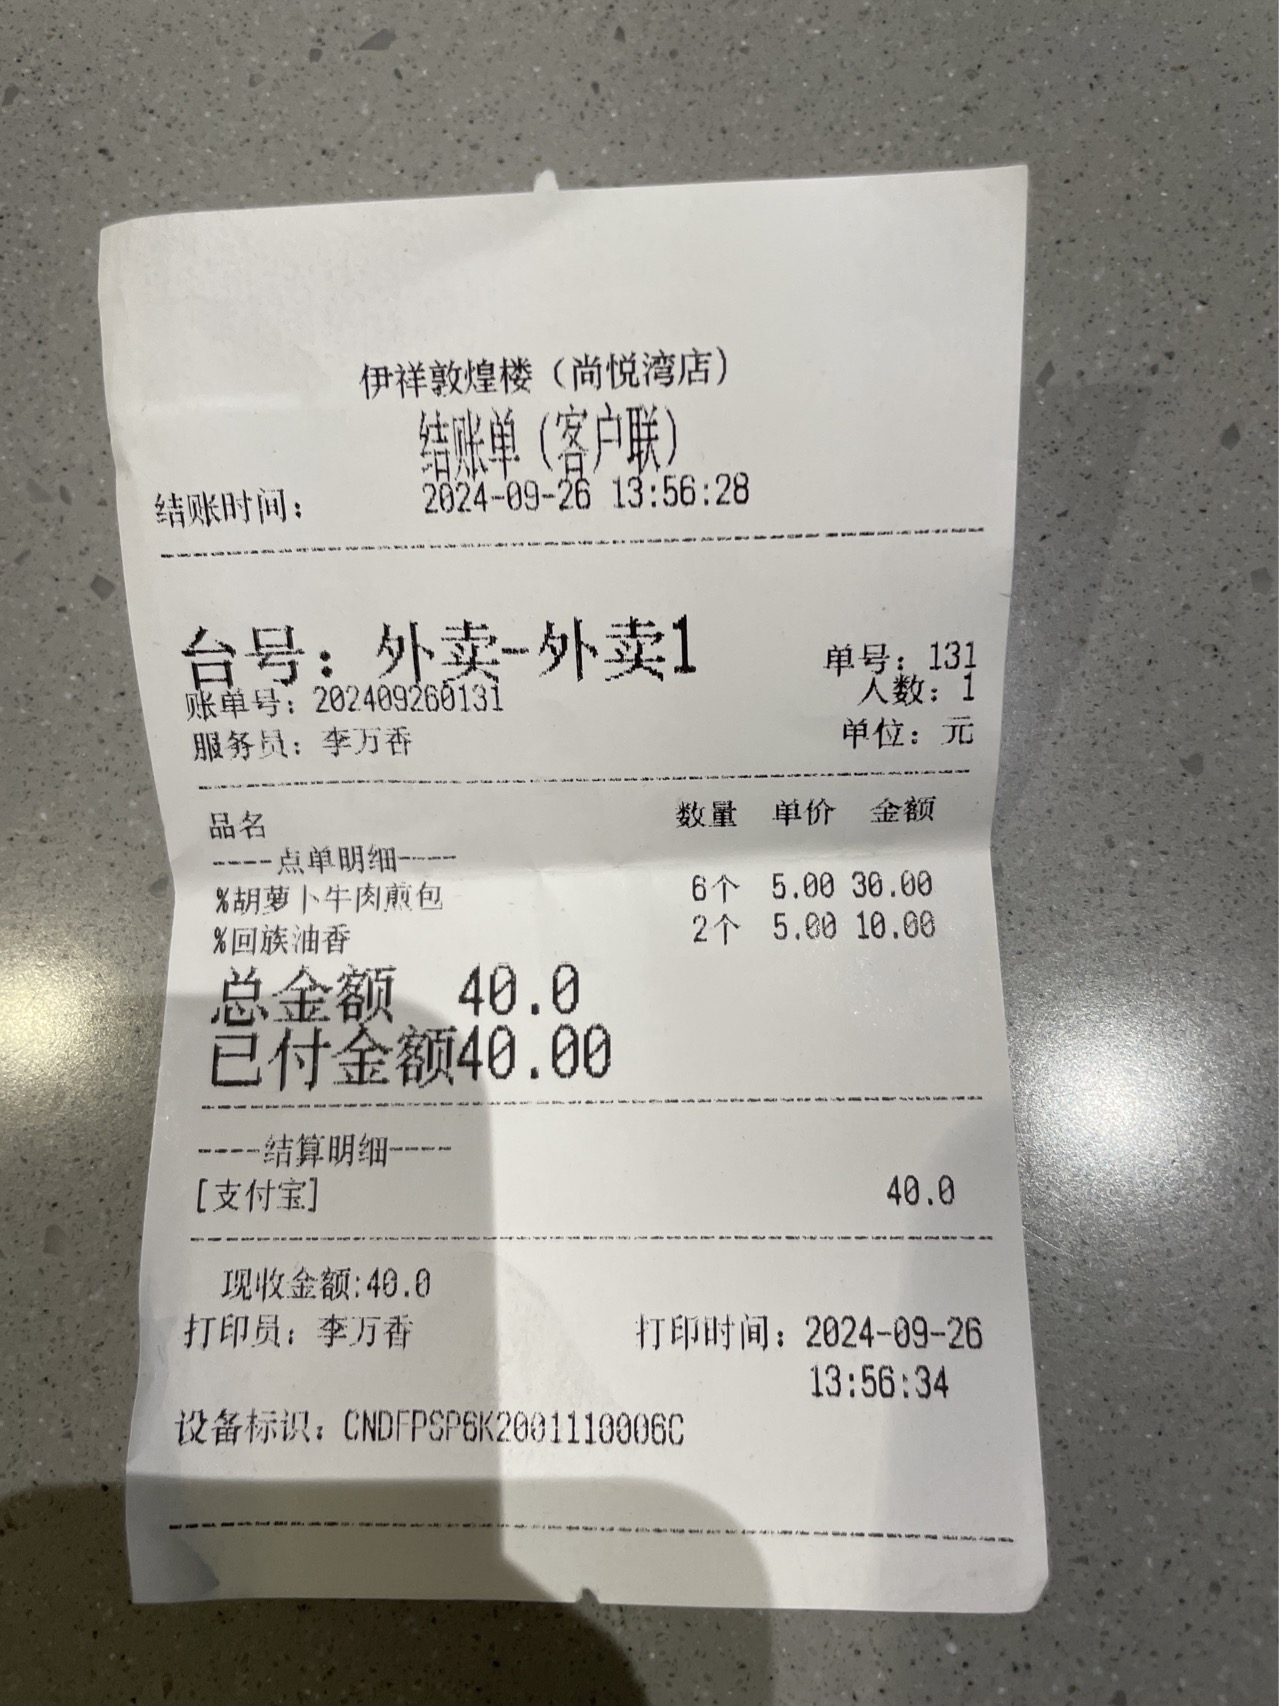 伊祥敦煌楼（尚悦湾店）
结账单（客户联）
结账时间： 2024-09-26 13:56:28
台号：外卖-外卖1 单号：131
账单号：202409260131 人数：1
服务员：李万香 单位：元
品名 数量 单价 金额
----点单明细----
%胡萝卜牛肉煎包 6个 5.00 30.00
%回族油香 2个 5.00 10.00
总金额 40.0
已付金额40.00
----结算明细----
[支付宝] 40.0
现收金额:40.0
打印员：李万香 打印时间：2024-09-26
13:56:34
设备标识：CNDFPSP6K2001110006C